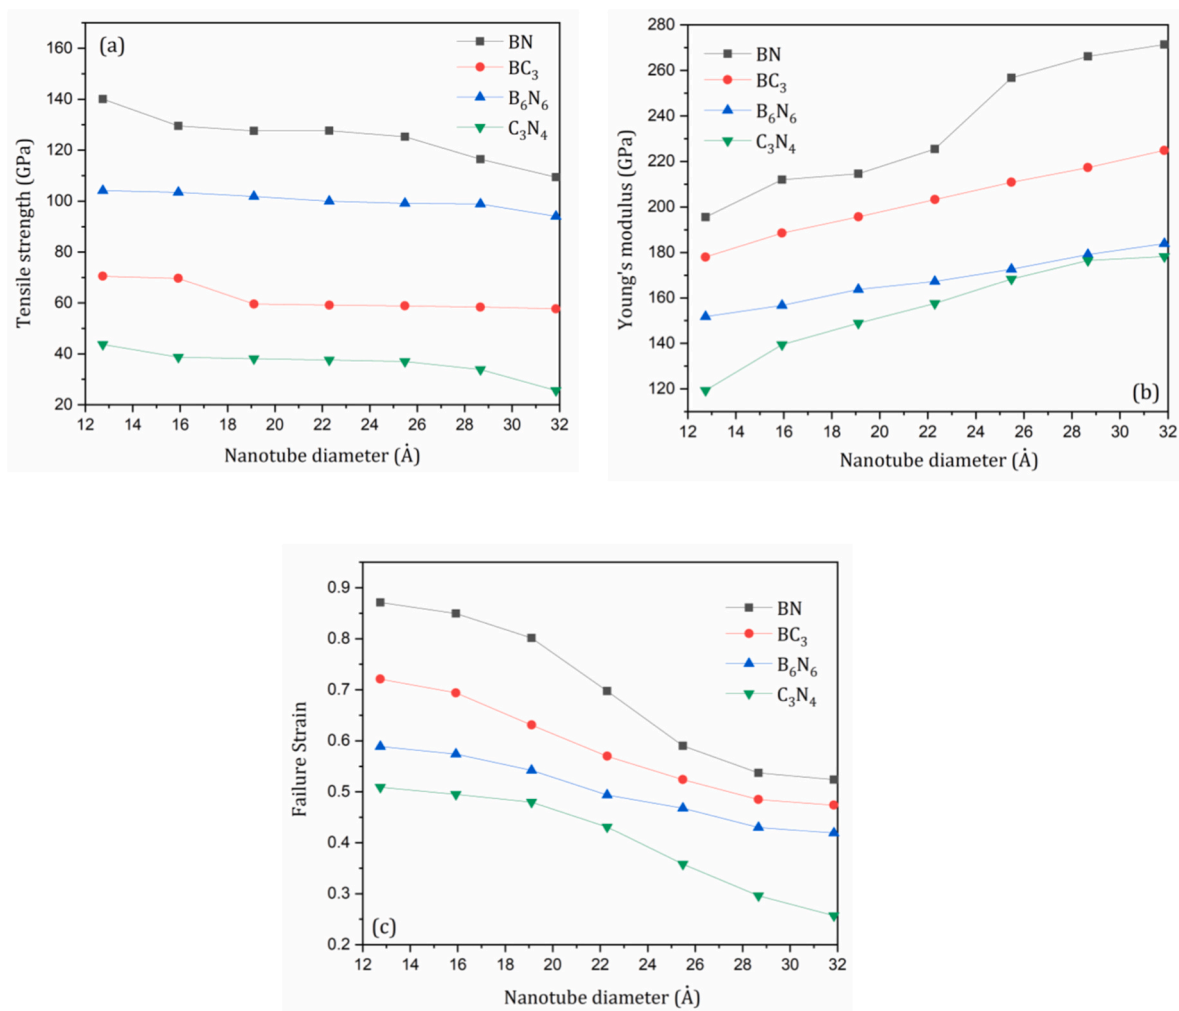 (a)
BN
BC3
B6N6
C3N4
Tensile strength (GPa)
160
140
120
100
80
60
40
20
12 14 16 18 20 22 24 26 28 30 32
Nanotube diameter (Ȧ)
BN
BC3
B6N6
C3N4
Young's modulus (GPa)
280
260
240
220
200
180
160
140
120
(b)
12 14 16 18 20 22 24 26 28 30 32
Nanotube diameter (Ȧ)
BN
BC3
B6N6
C3N4
Failure Strain
0.9
0.8
0.7
0.6
0.5
0.4
0.3
0.2
(c)
12 14 16 18 20 22 24 26 28 30 32
Nanotube diameter (Ȧ)